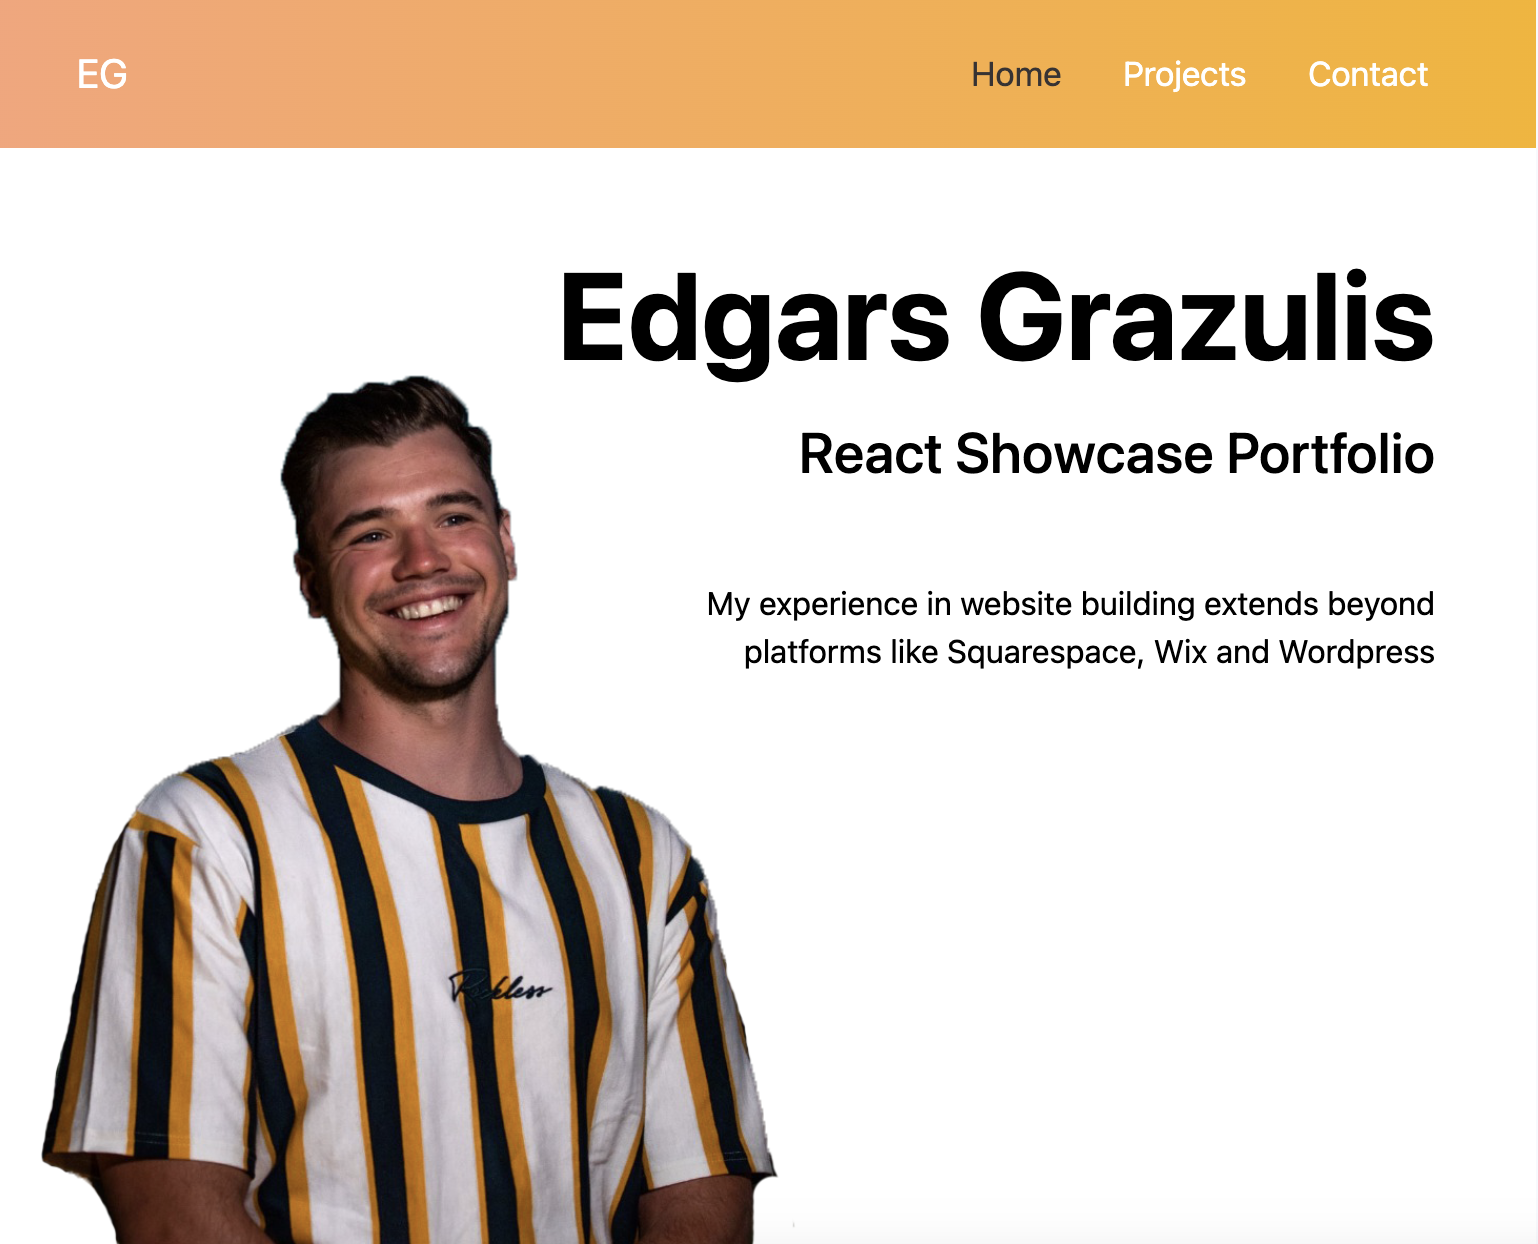 EG
Home Projects Contact
Edgars Grazulis
React Showcase Portfolio
My experience in website building extends beyond
platforms like Squarespace, Wix and Wordpress